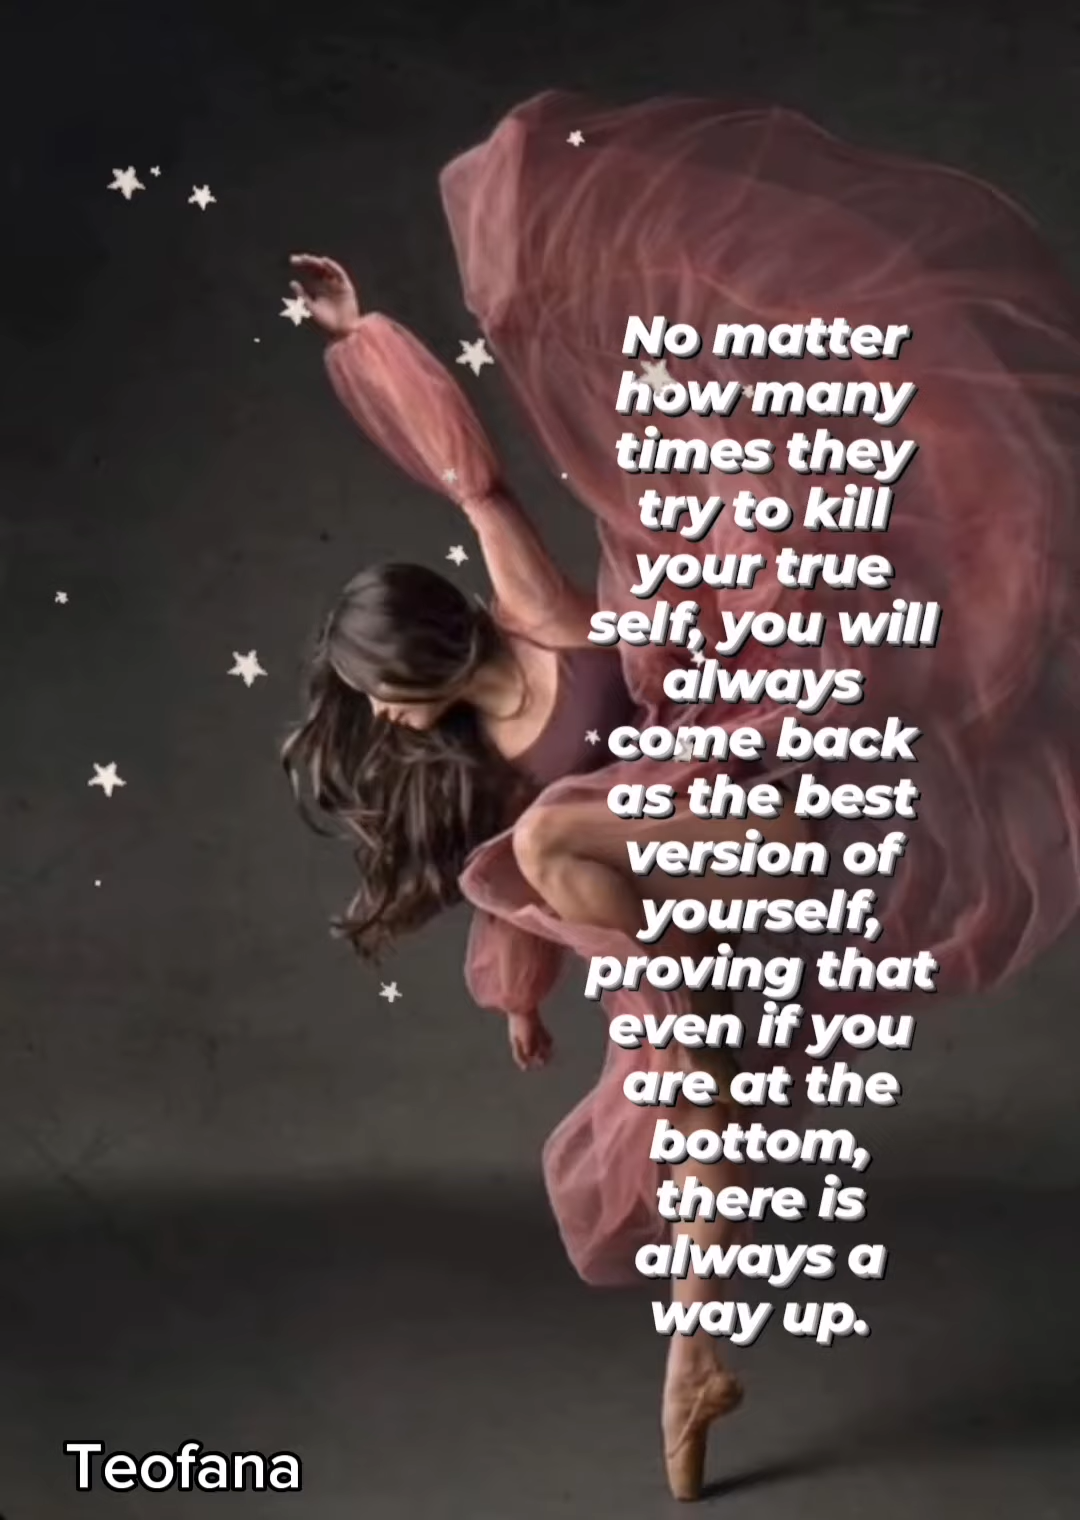 No matter
how many
times they
try to kill
your true
self, you will
always
come back
as the best
version of
yourself,
proving that
even if you
are at the
bottom,
there is
always a
way up.
Teofana